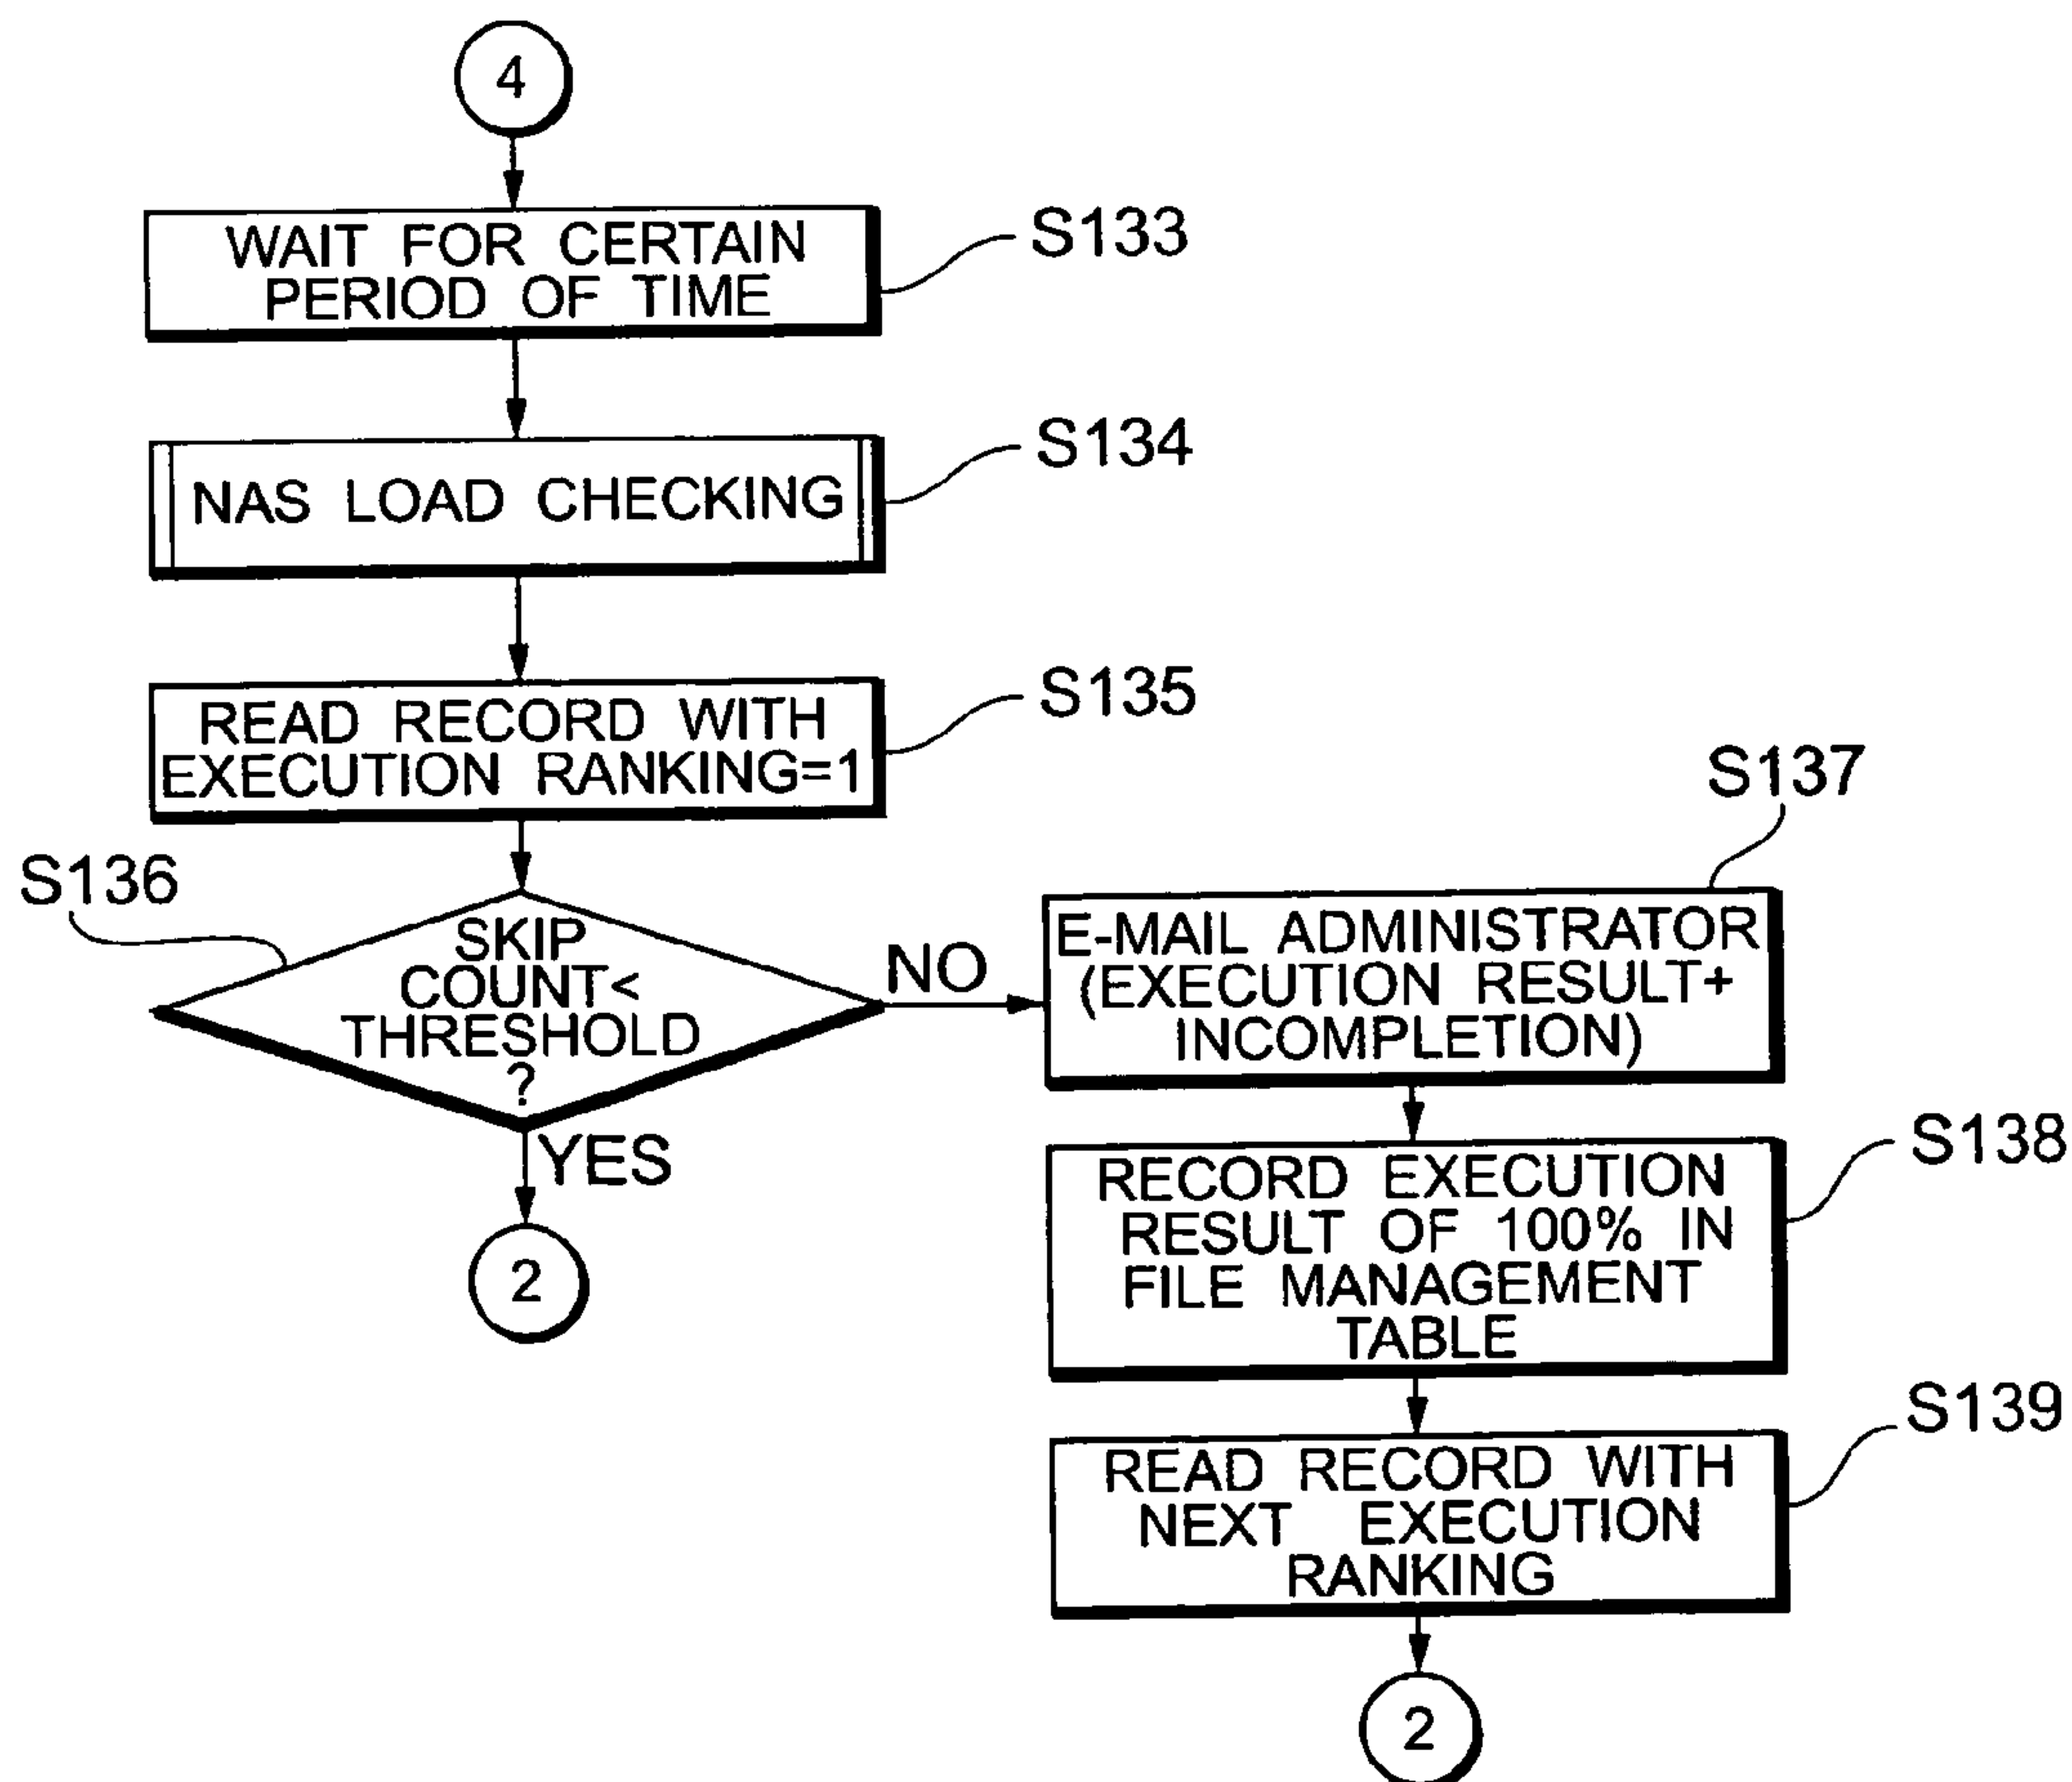 4
WAIT FOR CERTAIN
PERIOD OF TIME
S133
NAS LOAD CHECKING
S134
READ RECORD WITH
EXECUTION RANKING=1
S135
S136
SKIP
COUNT<
THRESHOLD
?
NO
YES
2
S137
E-MAIL ADMINISTRATOR
(EXECUTION RESULT+
INCOMPLETION)
S138
RECORD EXECUTION
RESULT OF 100% IN
FILE MANAGEMENT
TABLE
S139
READ RECORD WITH
NEXT EXECUTION
RANKING
2